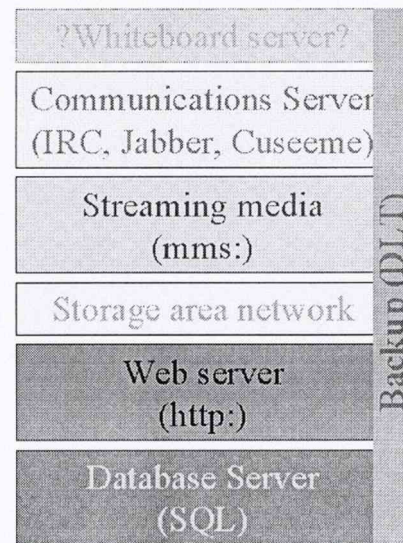 ?Whiteboard server?
Communications Server
(IRC, Jabber, Cuseeme)
Streaming media
(mms:)
Storage area network
Web server
(http:)
Database Server
(SQL)
Backup (DLT)